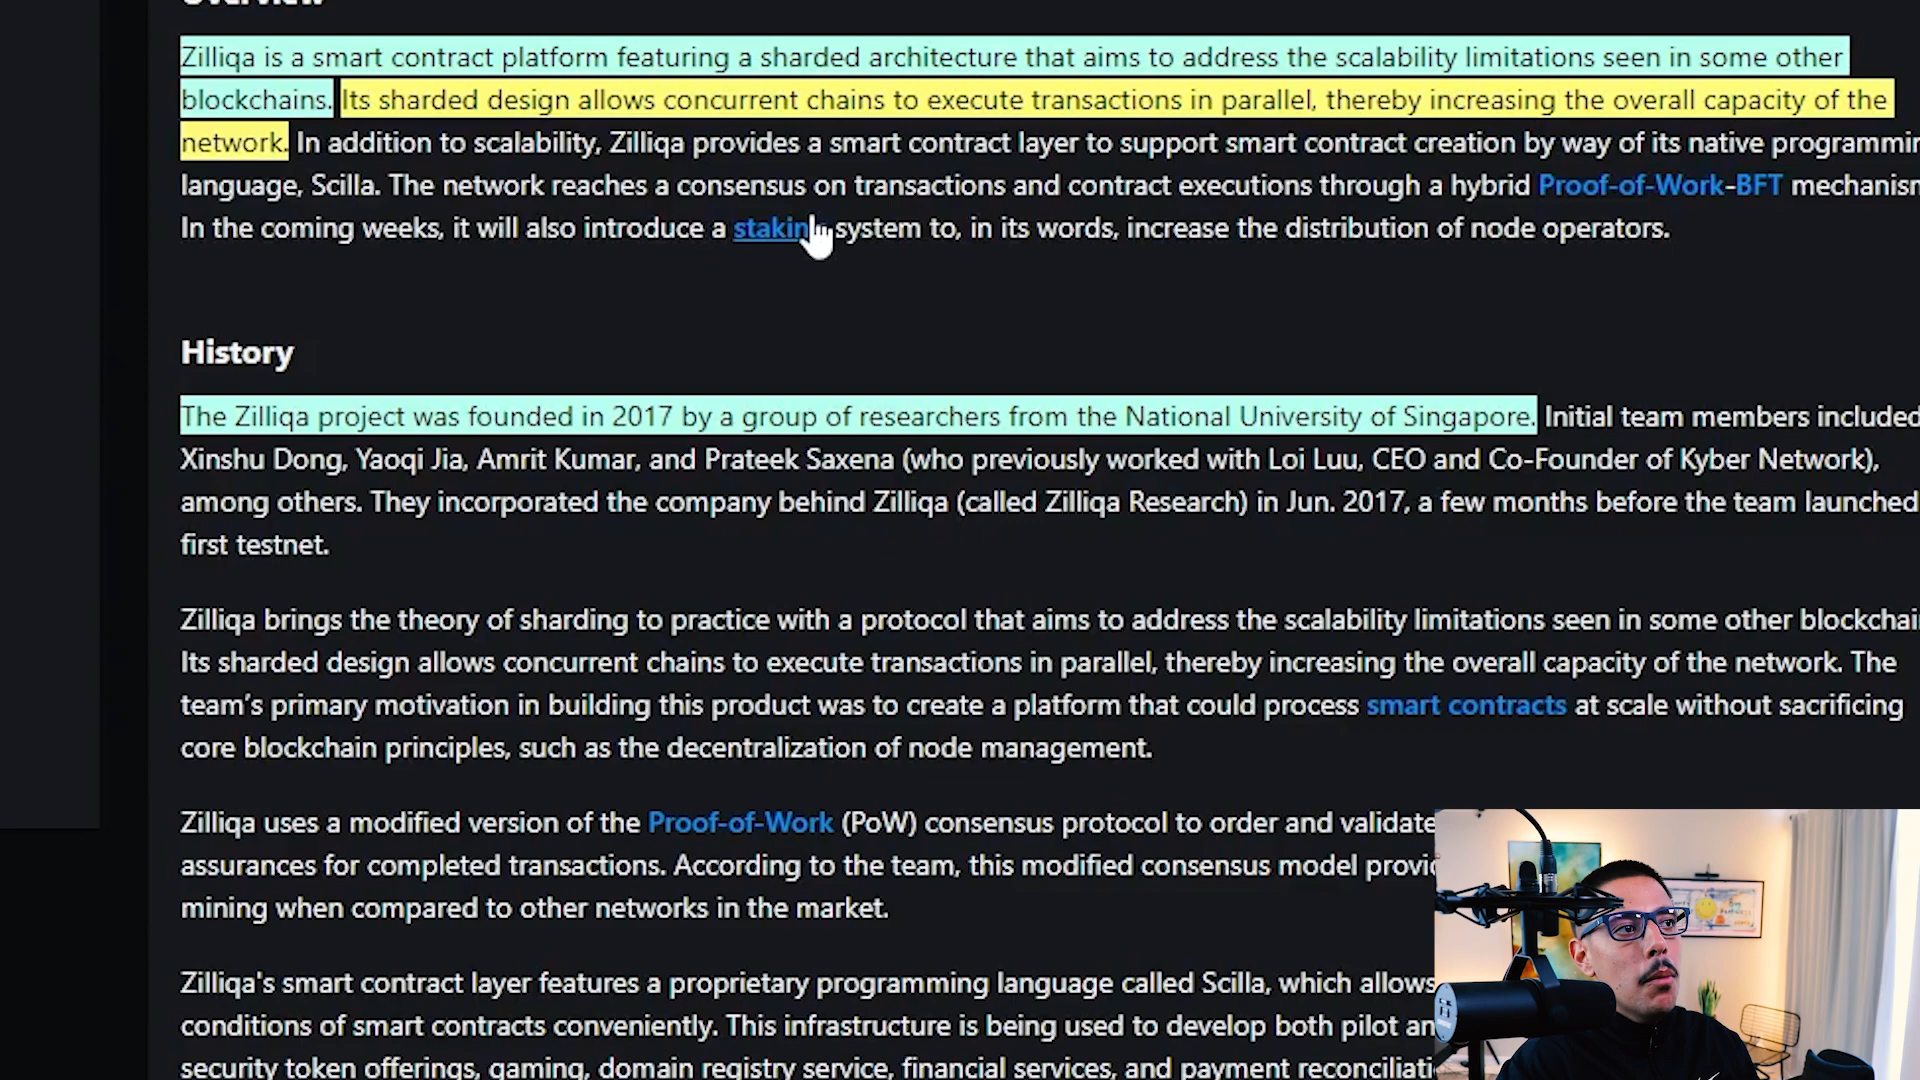 Overview
Zilliqa is a smart contract platform featuring a sharded architecture that aims to address the scalability limitations seen in some other
blockchains. Its sharded design allows concurrent chains to execute transactions in parallel, thereby increasing the overall capacity of the
network. In addition to scalability, Zilliqa provides a smart contract layer to support smart contract creation by way of its native programmin
language, Scilla. The network reaches a consensus on transactions and contract executions through a hybrid Proof-of-Work-BFT mechanism
In the coming weeks, it will also introduce a stakin system to, in its words, increase the distribution of node operators.
History
The Zilliqa project was founded in 2017 by a group of researchers from the National University of Singapore. Initial team members included
Xinshu Dong, Yaoqi Jia, Amrit Kumar, and Prateek Saxena (who previously worked with Loi Luu, CEO and Co-Founder of Kyber Network),
among others. They incorporated the company behind Zilliqa (called Zilliqa Research) in Jun. 2017, a few months before the team launched
first testnet.
Zilliqa brings the theory of sharding to practice with a protocol that aims to address the scalability limitations seen in some other blockchai
Its sharded design allows concurrent chains to execute transactions in parallel, thereby increasing the overall capacity of the network. The
team's primary motivation in building this product was to create a platform that could process smart contracts at scale without sacrificing
core blockchain principles, such as the decentralization of node management.
Zilliqa uses a modified version of the Proof-of-Work (PoW) consensus protocol to order and validate
assurances for completed transactions. According to the team, this modified consensus model provi
mining when compared to other networks in the market.
Zilliqa's smart contract layer features a proprietary programming language called Scilla, which allows
conditions of smart contracts conveniently. This infrastructure is being used to develop both pilot an
security token offerings, gaming, domain registry service, financial services, and payment reconciliati